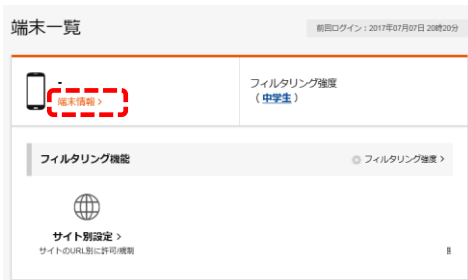 端末一覧
前回ログイン：2017年07月07日 20時20分
-
端末情報 >
フィルタリング強度
（ 中学生 ）
フィルタリング機能
フィルタリング強度 >
サイト別設定 >
サイトのURL別に許可/規制